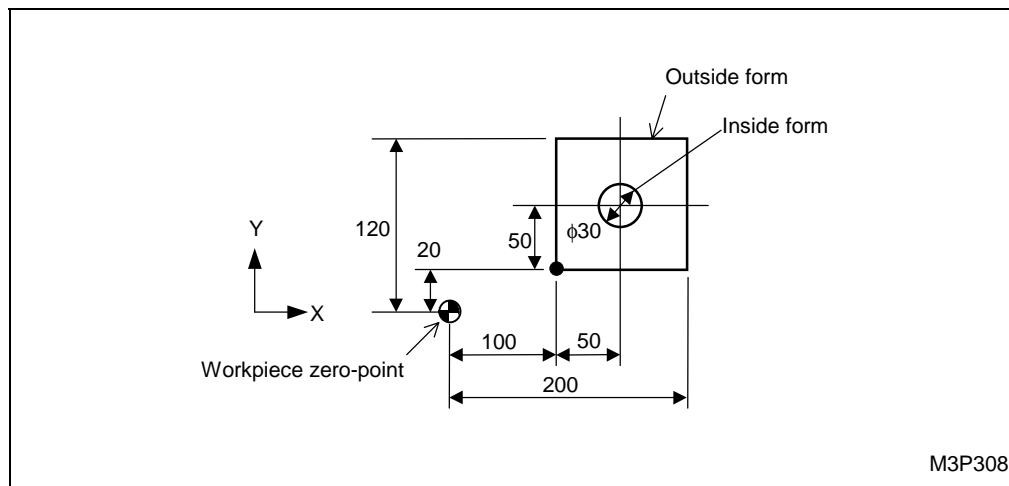 Outside form
Inside form
120
Y
20
50
φ30
X
100
50
Workpiece zero-point
200
M3P308